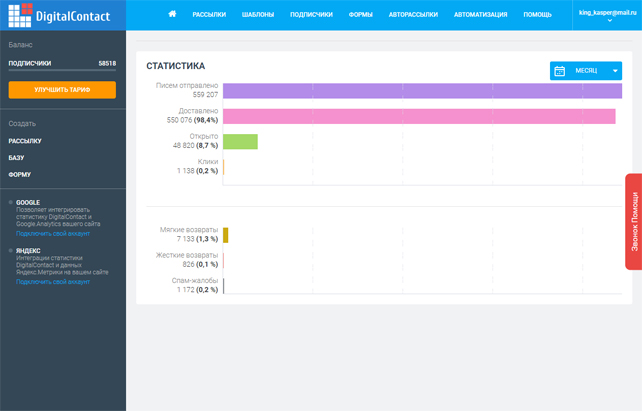 DigitalContact
РАССЫЛКИ ШАБЛОНЫ ПОДПИСЧИКИ ФОРМЫ АВТОРАССЫЛКИ АВТОМАТИЗАЦИЯ ПОМОЩЬ
king_kasper@mail.ru
Баланс
ПОДПИСЧИКИ 58518
УЛУЧШИТЬ ТАРИФ
Создать
РАССЫЛКУ
БАЗУ
ФОРМУ
GOOGLE
Позволяет интегрировать
статистику DigitalContact и
Google.Analytics вашего сайта
Подключить свой аккаунт
ЯНДЕКС
Интеграции статистики
DigitalContact и данных
Яндекс.Метрики на вашем сайте
Подключить свой аккаунт
СТАТИСТИКА
МЕСЯЦ
Писем отправлено
559 207
Доставлено
550 076 (98,4%)
Открыто
48 820 (8,7 %)
Клики
1 138 (0,2 %)
Мягкие возвраты
7 133 (1,3 %)
Жесткие возвраты
826 (0,1 %)
Спам-жалобы
1 172 (0,2 %)
Звонок Помощи